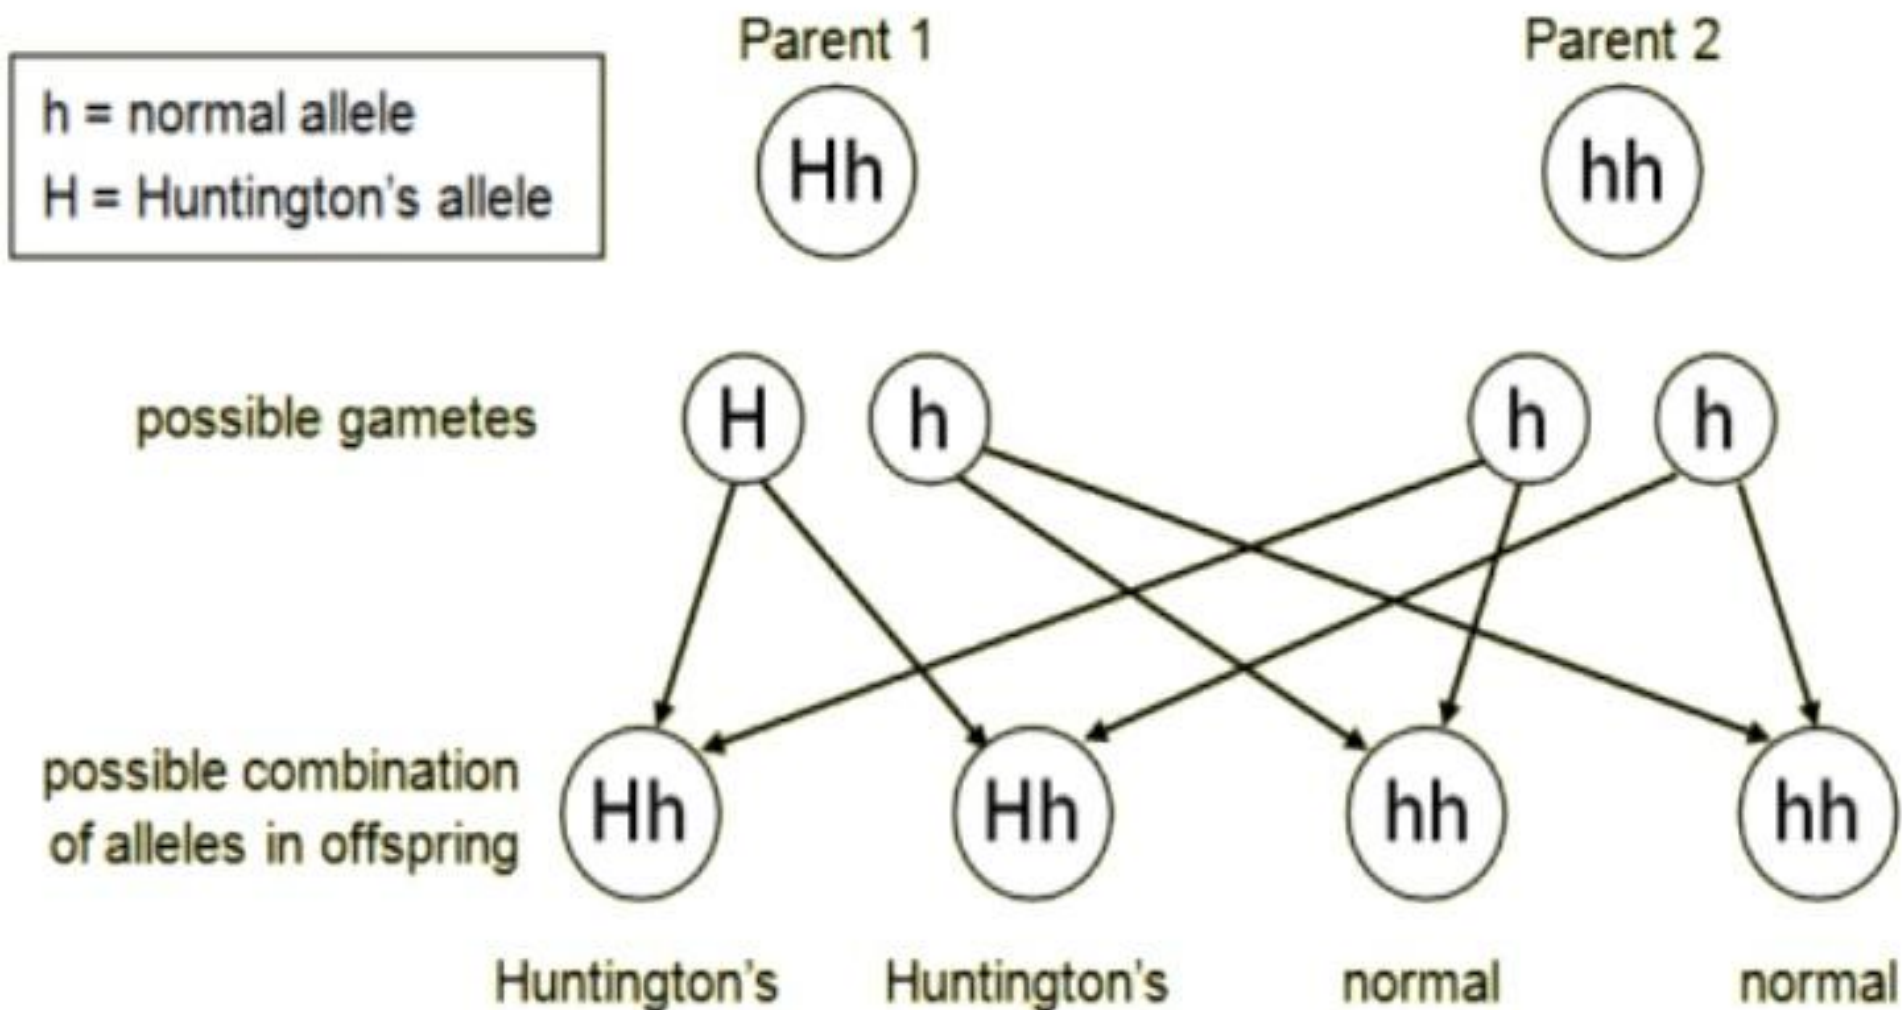 Parent 1
Parent 2
h = normal allele
H = Huntington's allele
Hh
hh
possible gametes
H
h
h
h
possible combination
of alleles in offspring
Hh
Hh
hh
hh
Huntington's
Huntington's
normal
normal